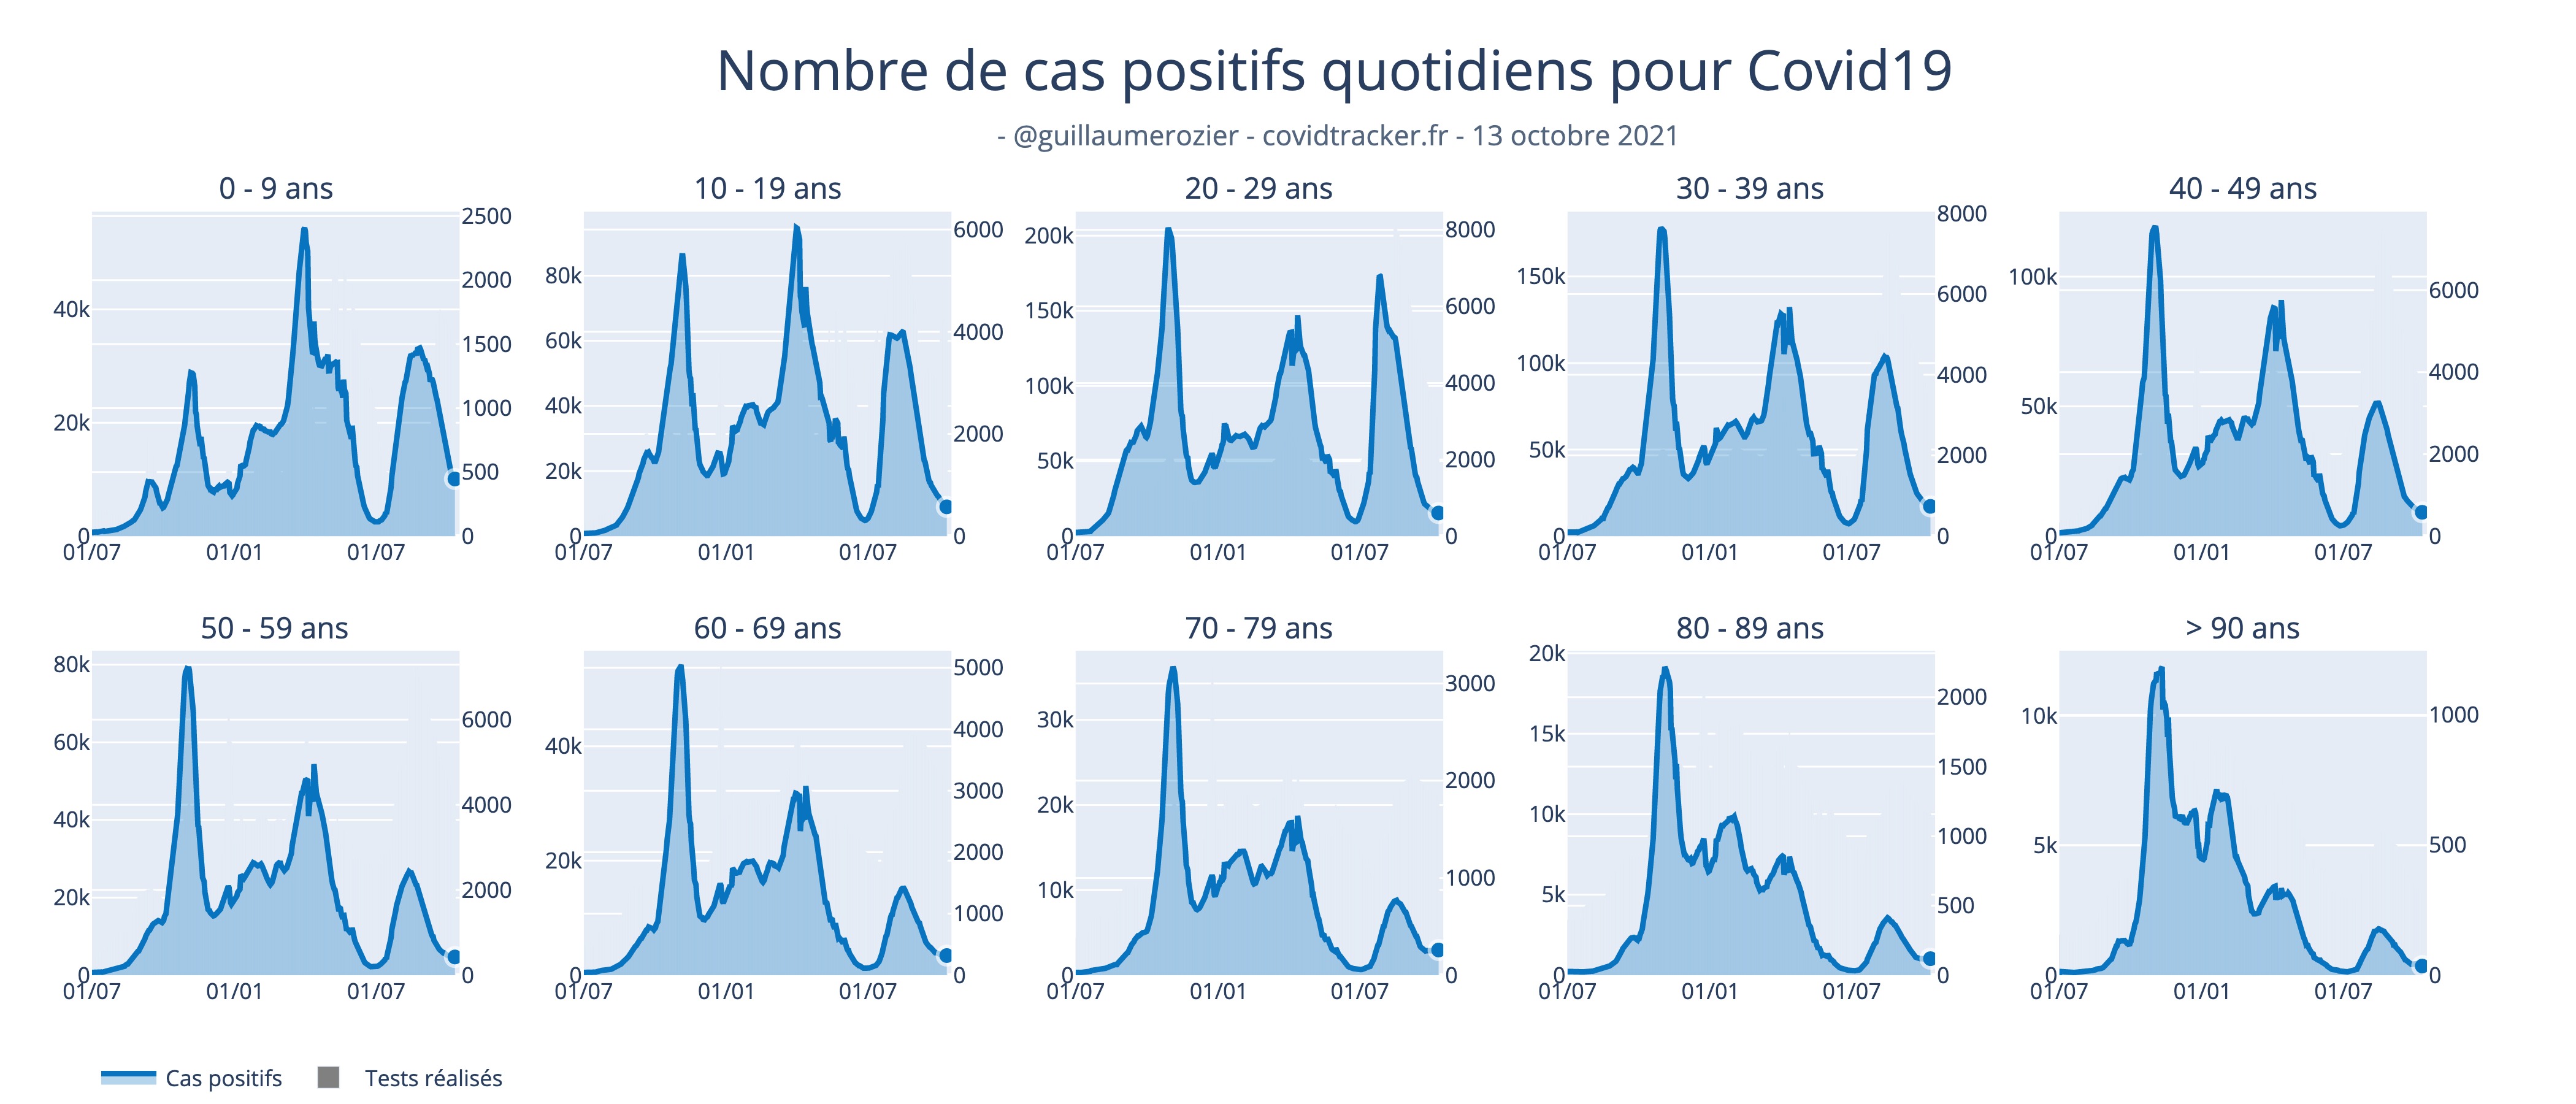 Nombre de cas positifs quotidiens pour Covid19
- @guillaumerozier - covidtracker.fr - 13 octobre 2021
0 - 9 ans
40k
20k
0
2500
2000
1500
1000
500
0
01/07 01/01 01/07
10 - 19 ans
80k
60k
40k
20k
0
6000
4000
2000
0
01/07 01/01 01/07
20 - 29 ans
200k
150k
100k
50k
0
8000
6000
4000
2000
0
01/07 01/01 01/07
30 - 39 ans
150k
100k
50k
0
8000
6000
4000
2000
0
01/07 01/01 01/07
40 - 49 ans
100k
50k
0
6000
4000
2000
0
01/07 01/01 01/07
50 - 59 ans
80k
60k
40k
20k
0
6000
4000
2000
0
01/07 01/01 01/07
60 - 69 ans
40k
20k
0
5000
4000
3000
2000
1000
0
01/07 01/01 01/07
70 - 79 ans
30k
20k
10k
0
3000
2000
1000
0
01/07 01/01 01/07
80 - 89 ans
20k
15k
10k
5k
0
2000
1500
1000
500
0
01/07 01/01 01/07
> 90 ans
10k
5k
0
1000
500
0
01/07 01/01 01/07
Cas positifs Tests réalisés